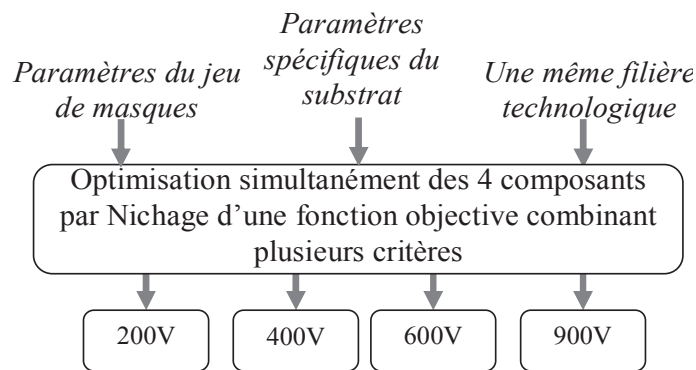 Paramètres du jeu
de masques
Paramètres
spécifiques du
substrat
Une même filière
technologique
Optimisation simultanément des 4 composants
par Nichage d’une fonction objective combinant
plusieurs critères
200V
400V
600V
900V